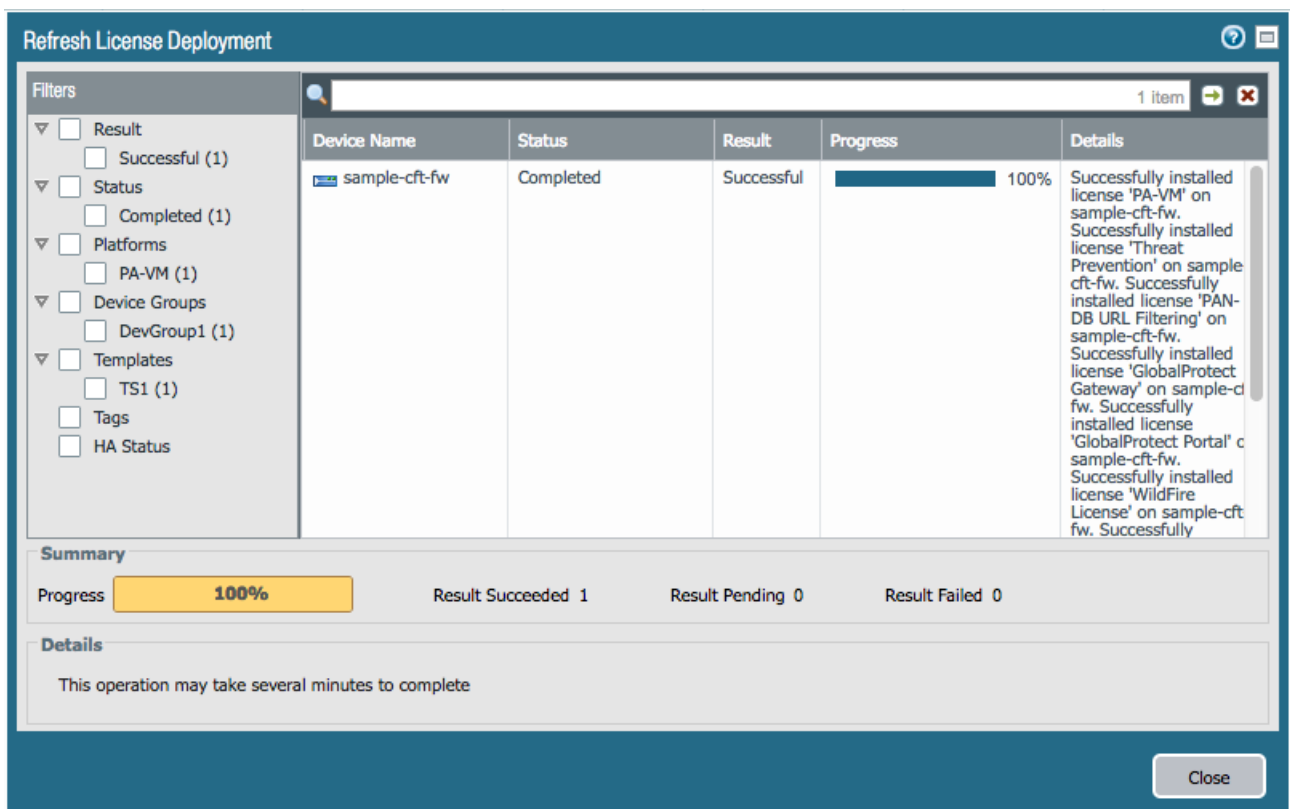 Refresh License Deployment
Filters
1 item
Result
Successful (1)
Status
Completed (1)
Platforms
PA-VM (1)
Device Groups
DevGroup1 (1)
Templates
TS1 (1)
Tags
HA Status
Device Name Status Result Progress Details
sample-cft-fw Completed Successful 100%
Successfully installed
license 'PA-VM' on
sample-cft-fw.
Successfully installed
license 'Threat
Prevention' on sample-
cft-fw. Successfully
installed license 'PAN-
DB URL Filtering' on
sample-cft-fw.
Successfully installed
license 'GlobalProtect
Gateway' on sample-cf
fw. Successfully
installed license
'GlobalProtect Portal' o
sample-cft-fw.
Successfully installed
license 'WildFire
License' on sample-cft
fw. Successfully
Summary
Progress 100% Result Succeeded 1 Result Pending 0 Result Failed 0
Details
This operation may take several minutes to complete
Close